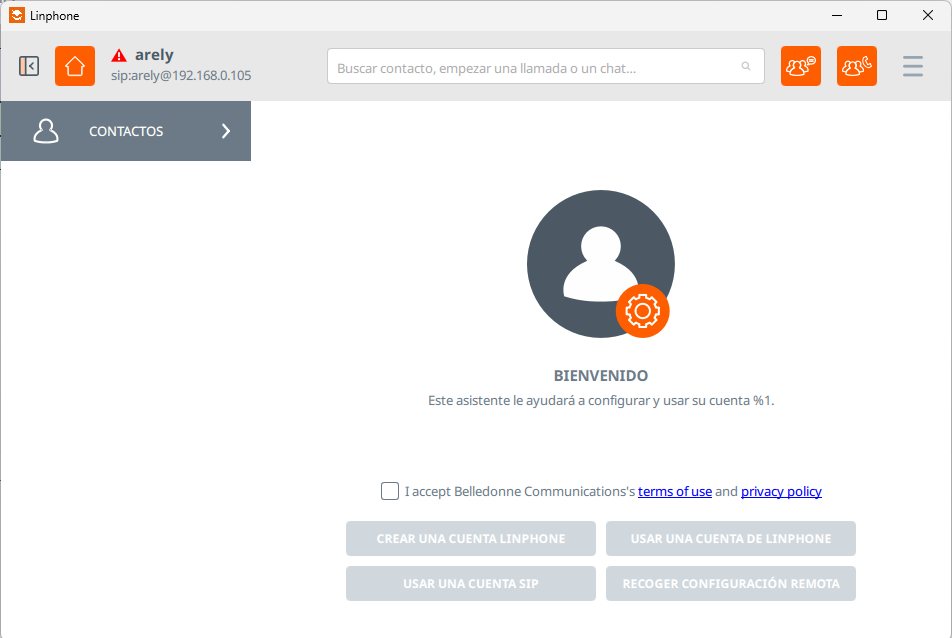 Linphone
arely
sip:arely@192.168.0.105
Buscar contacto, empezar una llamada o un chat...
CONTACTOS
BIENVENIDO
Este asistente le ayudará a configurar y usar su cuenta %1.
I accept Belledonne Communications's terms of use and privacy policy
CREAR UNA CUENTA LINPHONE
USAR UNA CUENTA DE LINPHONE
USAR UNA CUENTA SIP
RECOGER CONFIGURACIÓN REMOTA